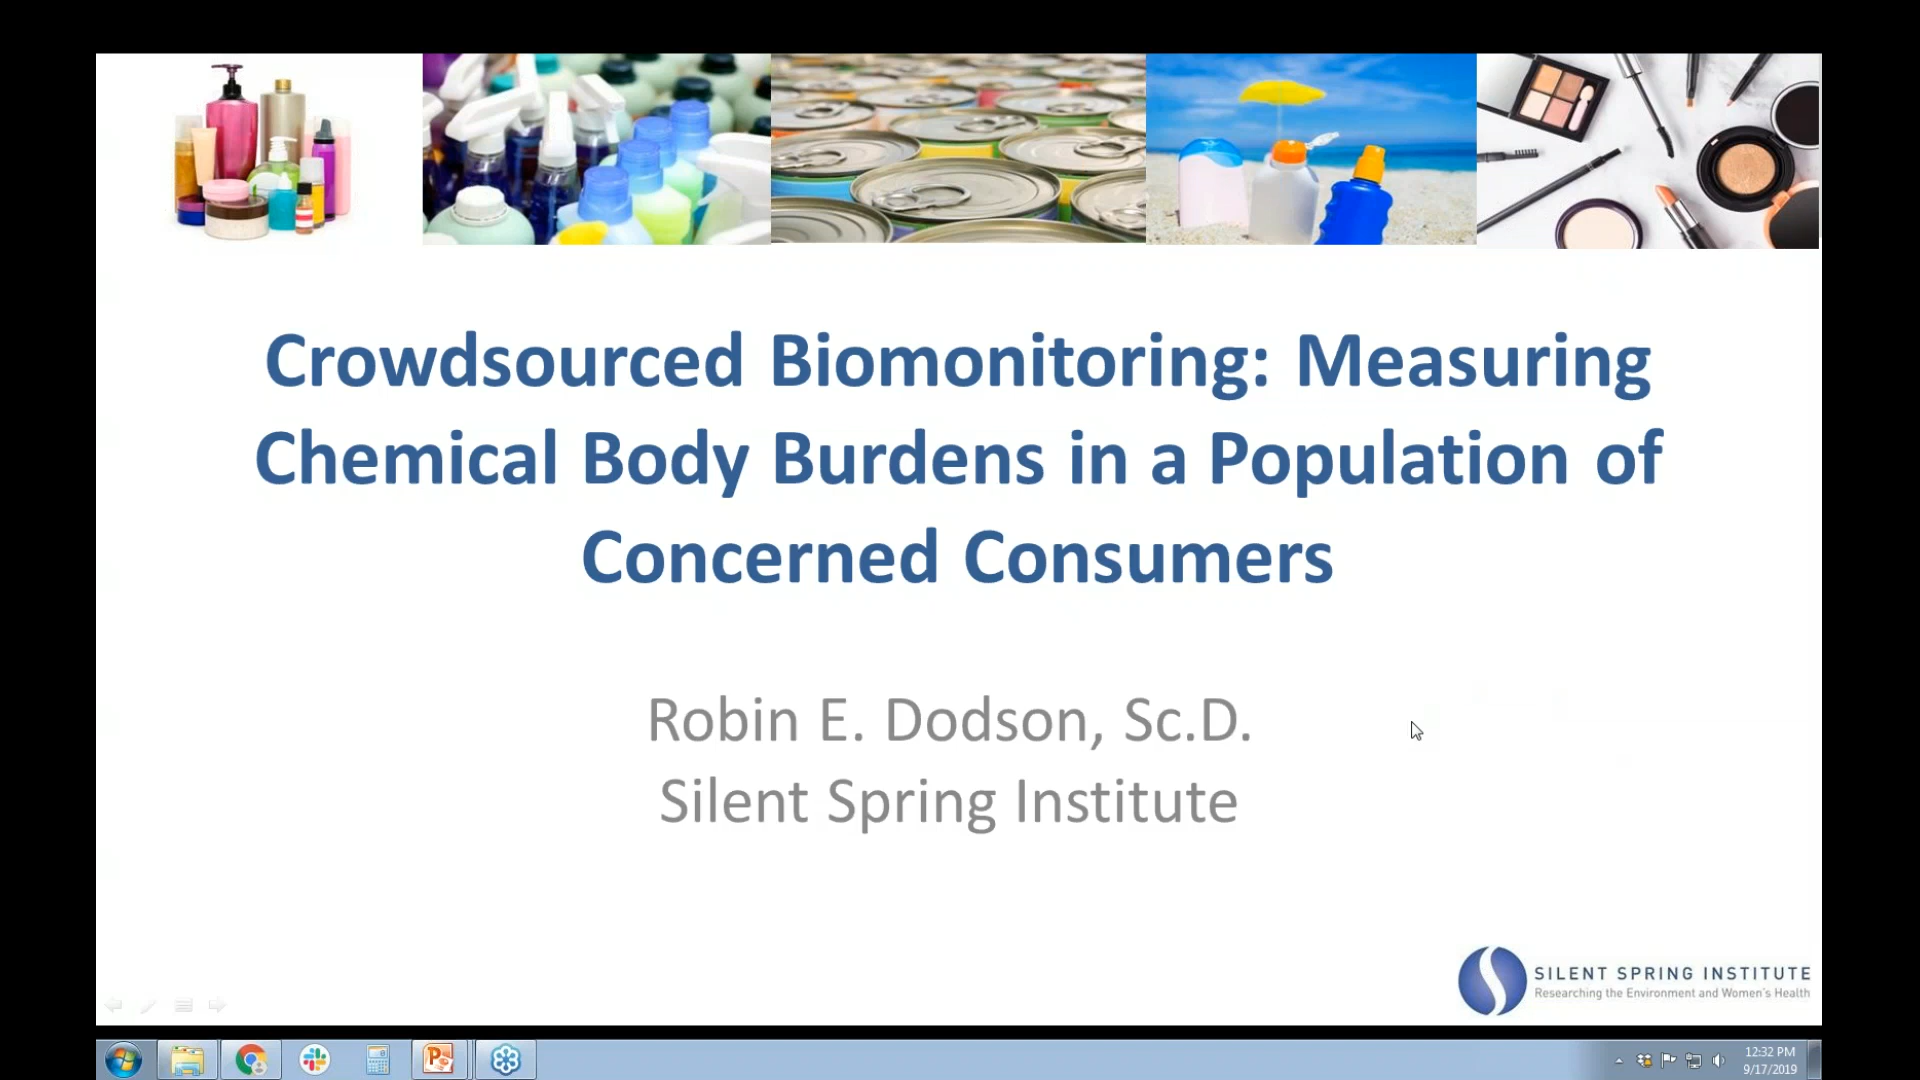 Crowdsourced Biomonitoring: Measuring
Chemical Body Burdens in a Population of
Concerned Consumers
Robin E. Dodson, Sc.D.
Silent Spring Institute
SILENT SPRING INSTITUTE
Researching the Environment and Women's Health
12:32 PM
9/17/2019